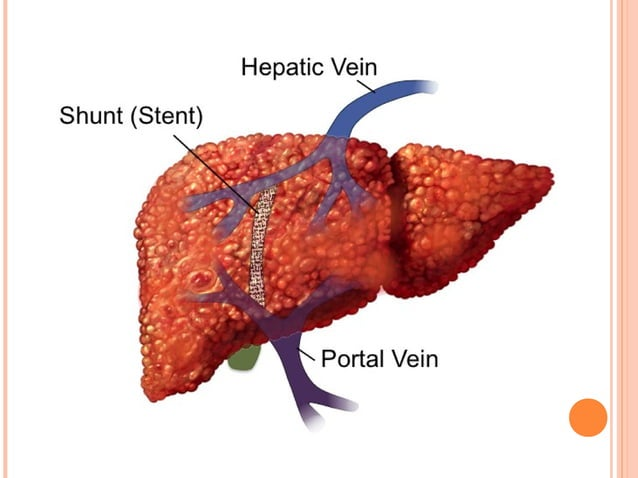 Hepatic Vein
Shunt (Stent)
Portal Vein